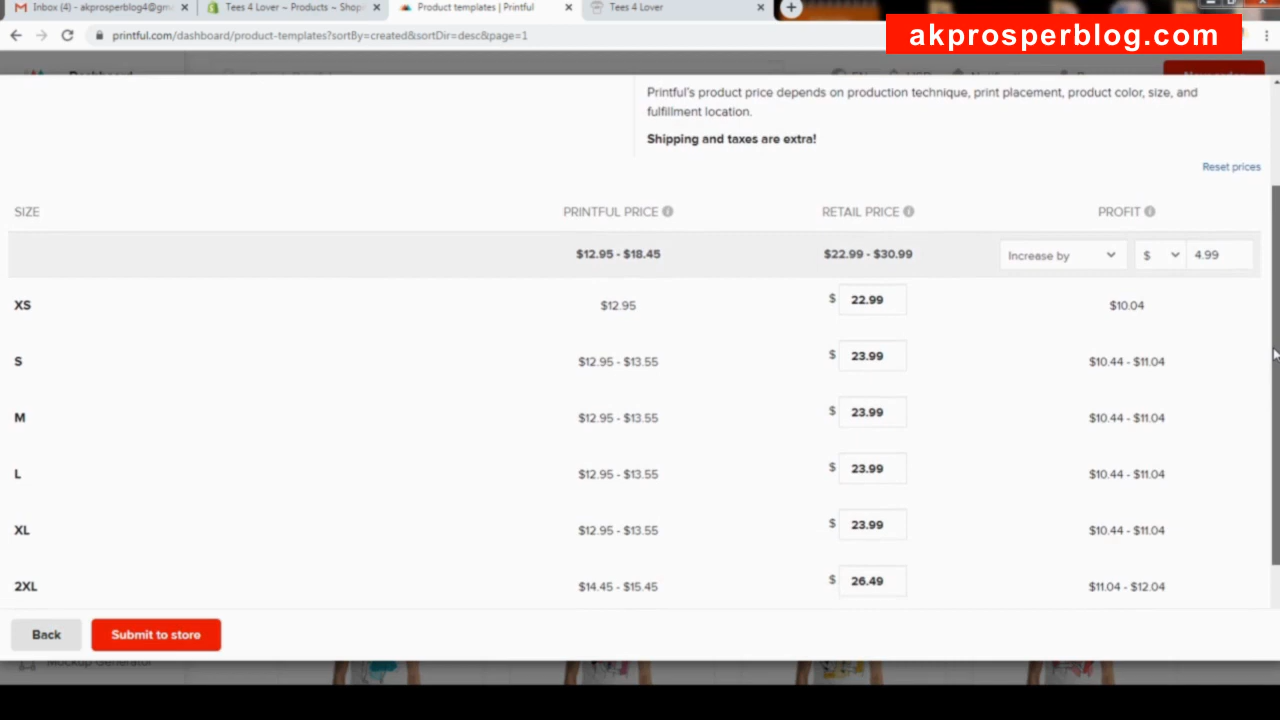 Inbox (4) - akprosperblog4@gm
Tees 4 Lover ~ Products ~ Shop
Product templates | Printful
Tees 4 Lover
printful.com/dashboard/product-templates?sortBy=created&sortDir=desc&page=1
akprosperblog.com
Dashboard
Printful's product price depends on production technique, print placement, product color, size, and
fulfillment location.
Shipping and taxes are extra!
Reset prices
SIZE PRINTFUL PRICE RETAIL PRICE PROFIT
$12.95 - $18.45 $22.99 - $30.99 Increase by $ 4.99
XS $12.95 $ 22.99 $10.04
S $12.95 - $13.55 $ 23.99 $10.44 - $11.04
M $12.95 - $13.55 $ 23.99 $10.44 - $11.04
L $12.95 - $13.55 $ 23.99 $10.44 - $11.04
XL $12.95 - $13.55 $ 23.99 $10.44 - $11.04
2XL $14.45 - $15.45 $ 26.49 $11.04 - $12.04
Back Submit to store
Mockup Generator